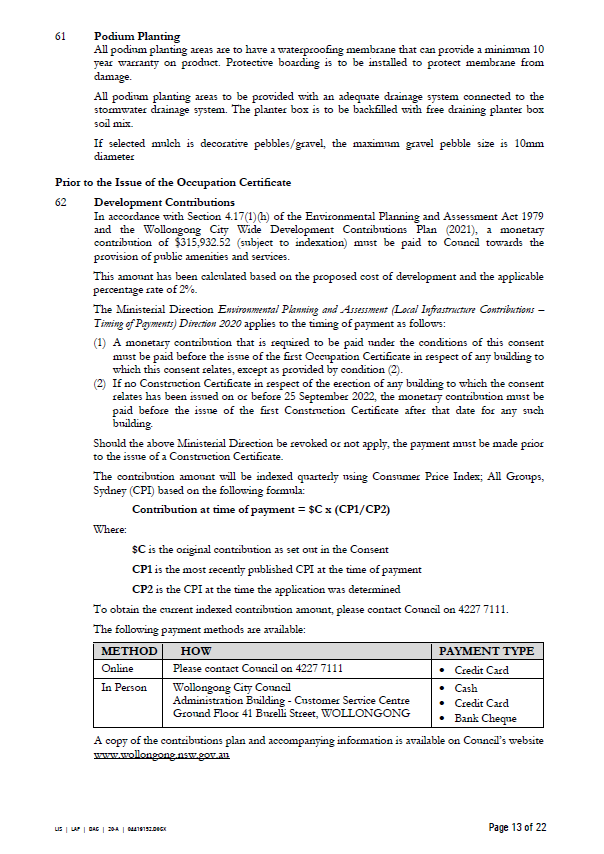 61 Podium Planting
All podium planting areas are to have a waterproofing membrane that can provide a minimum 10
year warranty on product. Protective boarding is to be installed to protect membrane from
damage.
All podium planting areas to be provided with an adequate drainage system connected to the
stormwater drainage system. The planter box is to be backfilled with free draining planter box
soil mix.
If selected mulch is decorative pebbles/gravel, the maximum gravel pebble size is 10mm
diameter
Prior to the Issue of the Occupation Certificate
62 Development Contributions
In accordance with Section 4.17(1)(h) of the Environmental Planning and Assessment Act 1979
and the Wollongong City Wide Development Contributions Plan (2021), a monetary
contribution of $315,932.52 (subject to indexation) must be paid to Council towards the
provision of public amenities and services.
This amount has been calculated based on the proposed cost of development and the applicable
percentage rate of 2%.
The Ministerial Direction Environmental Planning and Assessment (Local Infrastructure Contributions –
Timing of Payments) Direction 2020 applies to the timing of payment as follows:
(1) A monetary contribution that is required to be paid under the conditions of this consent
must be paid before the issue of the first Occupation Certificate in respect of any building to
which this consent relates, except as provided by condition (2).
(2) If no Construction Certificate in respect of the erection of any building to which the consent
relates has been issued on or before 25 September 2022, the monetary contribution must be
paid before the issue of the first Construction Certificate after that date for any such
building.
Should the above Ministerial Direction be revoked or not apply, the payment must be made prior
to the issue of a Construction Certificate.
The contribution amount will be indexed quarterly using Consumer Price Index; All Groups,
Sydney (CPI) based on the following formula:
Contribution at time of payment = $C x (CP1/CP2)
Where:
$C is the original contribution as set out in the Consent
CP1 is the most recently published CPI at the time of payment
CP2 is the CPI at the time the application was determined
To obtain the current indexed contribution amount, please contact Council on 4227 7111.
The following payment methods are available:
METHOD HOW PAYMENT TYPE
Online Please contact Council on 4227 7111 • Credit Card
In Person Wollongong City Council • Cash
Administration Building - Customer Service Centre • Credit Card
Ground Floor 41 Burelli Street, WOLLONGONG • Bank Cheque
A copy of the contributions plan and accompanying information is available on Council's website
www.wollongong.nsw.gov.au
LIS | LAP | DAG | 20-A | 04419152.DOCX Page 13 of 22